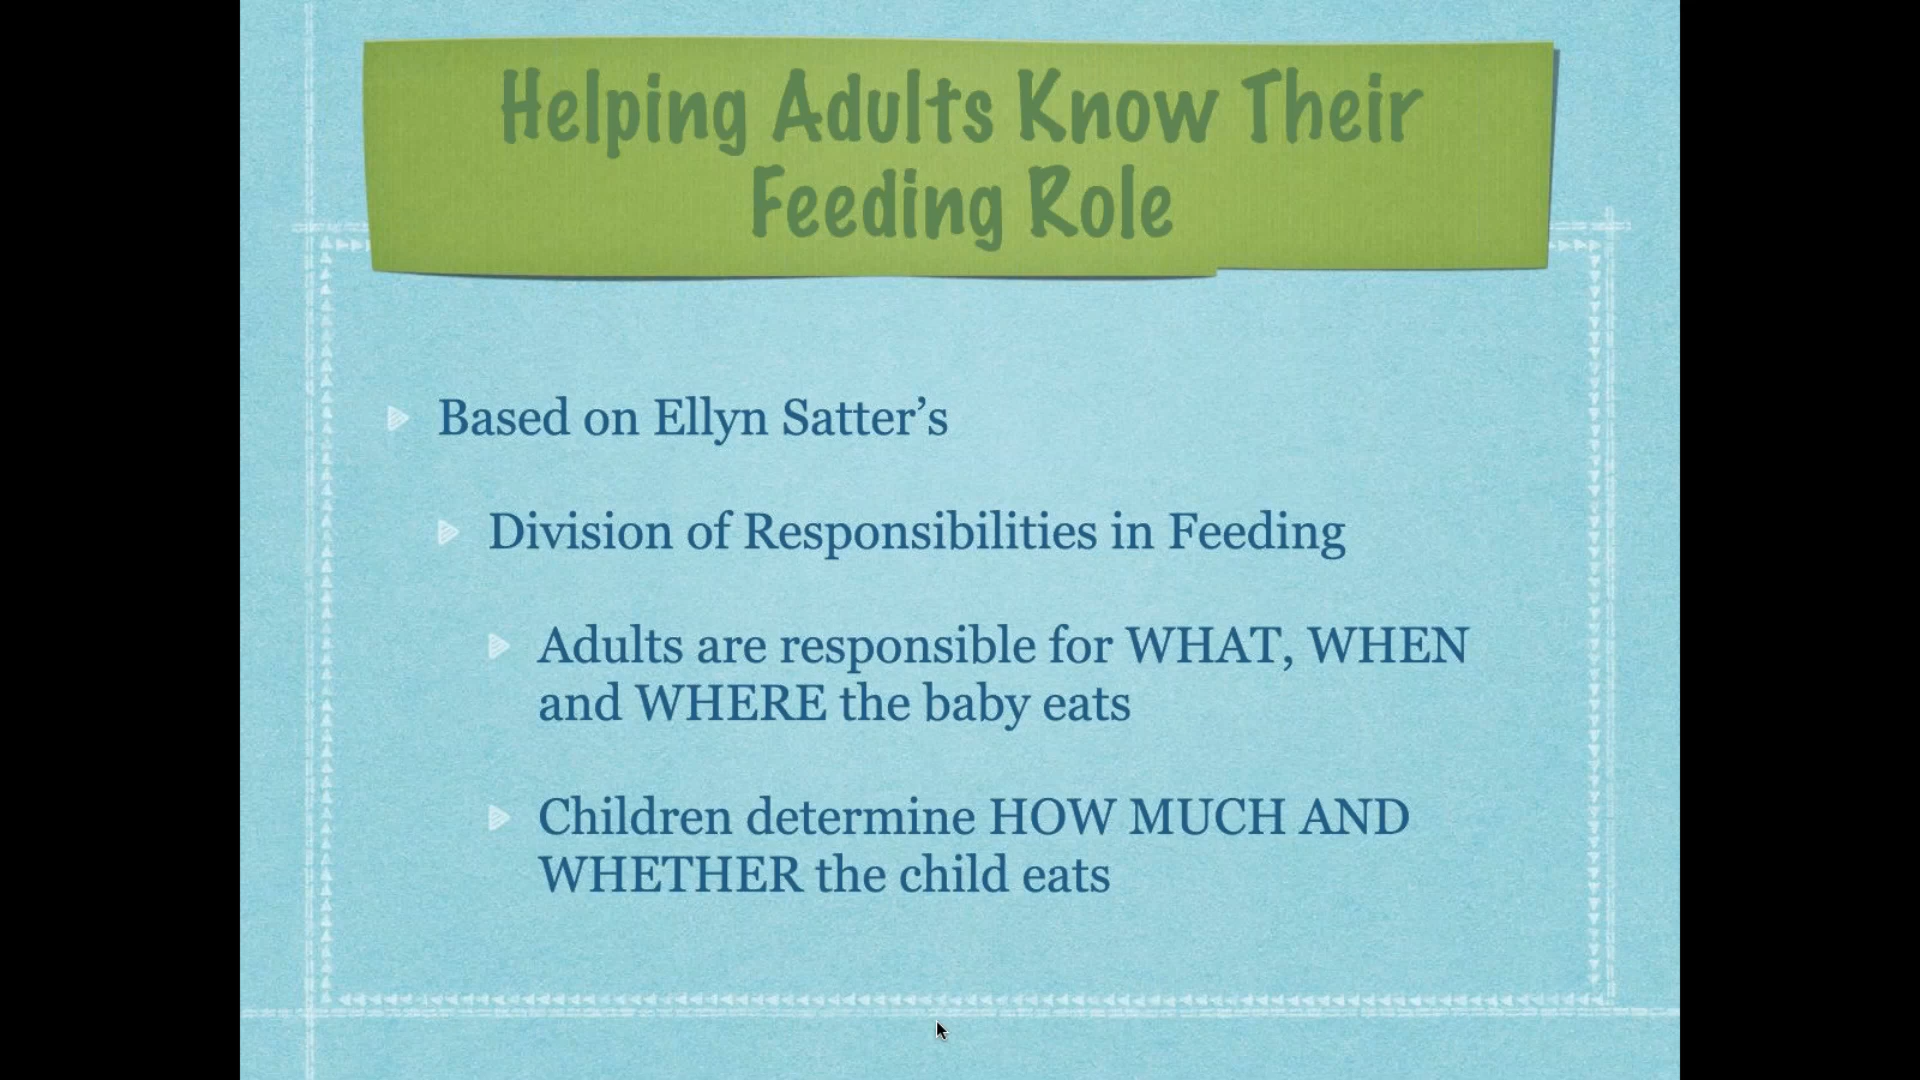 Helping Adults Know Their
Feeding Role
Based on Ellyn Satter’s
Division of Responsibilities in Feeding
Adults are responsible for WHAT, WHEN
and WHERE the baby eats
Children determine HOW MUCH AND
WHETHER the child eats